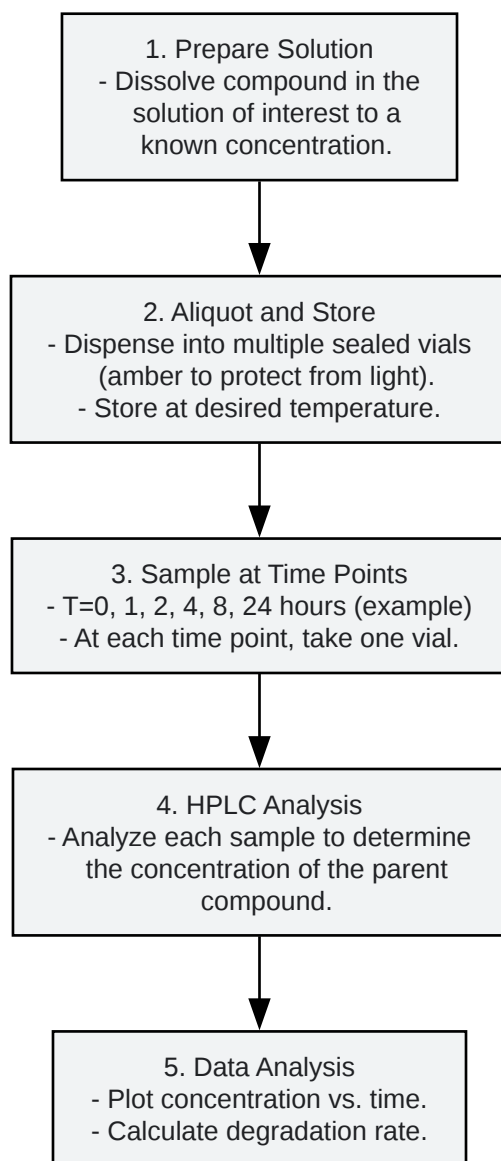 1. Prepare Solution
- Dissolve compound in the
solution of interest to a
known concentration.
2. Aliquot and Store
- Dispense into multiple sealed vials
(amber to protect from light).
- Store at desired temperature.
3. Sample at Time Points
- T=0, 1, 2, 4, 8, 24 hours (example)
- At each time point, take one vial.
4. HPLC Analysis
- Analyze each sample to determine
the concentration of the parent
compound.
5. Data Analysis
- Plot concentration vs. time.
- Calculate degradation rate.